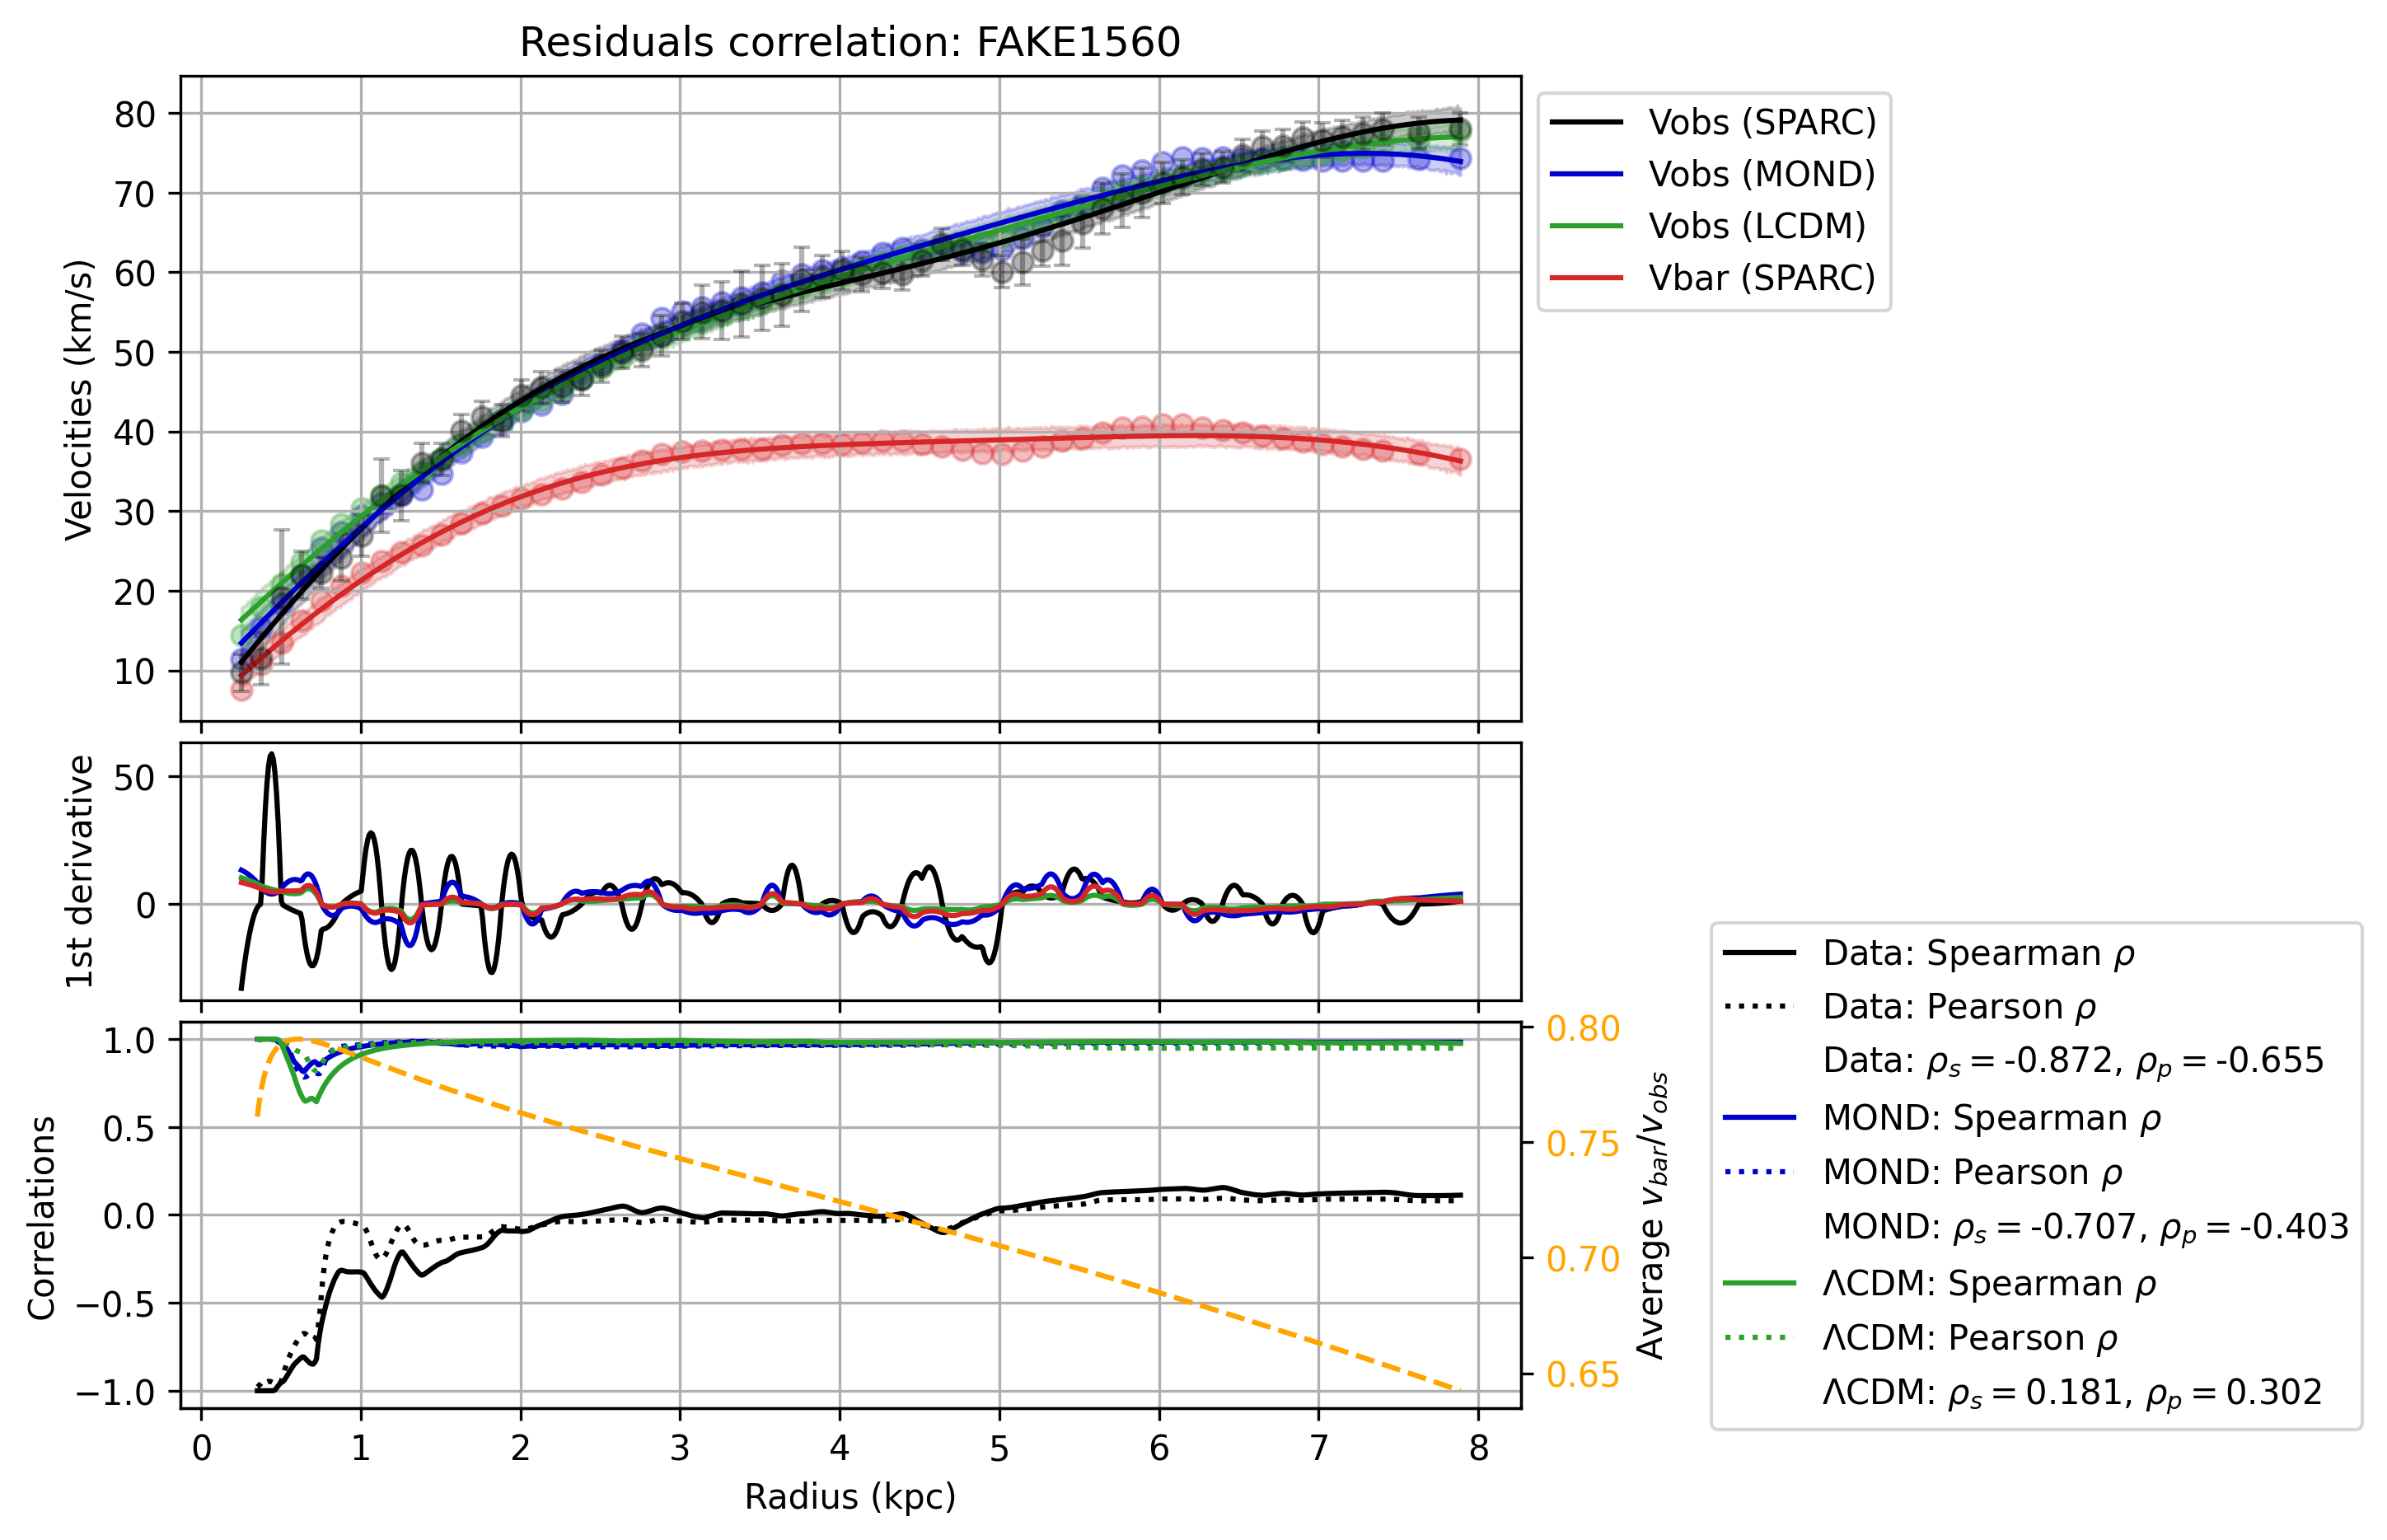 Residuals correlation: FAKE1560
Velocities (km/s)
80
70
60
50
40
30
20
10
Vobs (SPARC)
Vobs (MOND)
Vobs (LCDM)
Vbar (SPARC)
1st derivative
50
0
Correlations
1.0
0.5
0.0
−0.5
−1.0
0.80
0.75
0.70
0.65
Average $v_{bar}/v_{obs}$
0 1 2 3 4 5 6 7 8
Radius (kpc)
Data: Spearman ρ
Data: Pearson ρ
Data: $ρ_s$ = -0.872, $ρ_p$ = -0.655
MOND: Spearman ρ
MOND: Pearson ρ
MOND: $ρ_s$ = -0.707, $ρ_p$ = -0.403
ΛCDM: Spearman ρ
ΛCDM: Pearson ρ
ΛCDM: $ρ_s$ = 0.181, $ρ_p$ = 0.302